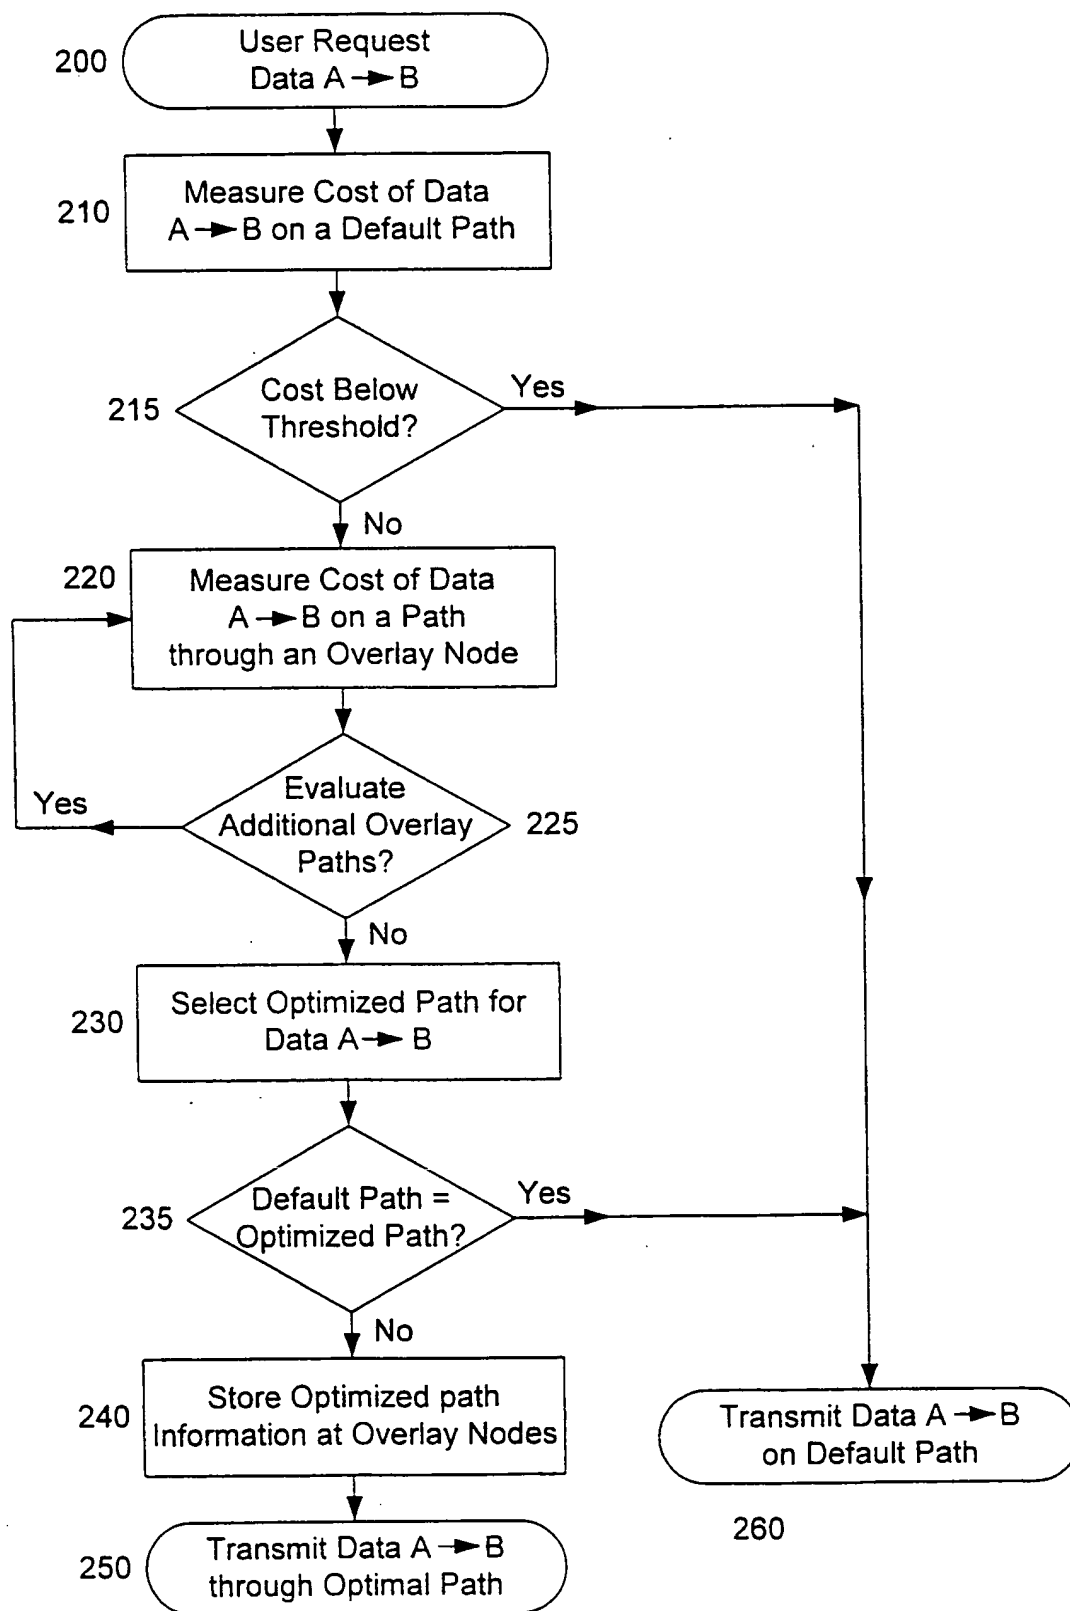 200
User Request
Data A → B
210
Measure Cost of Data
A → B on a Default Path
215
Cost Below
Threshold?
Yes
No
220
Measure Cost of Data
A → B on a Path
through an Overlay Node
Yes
Evaluate
Additional Overlay
Paths?
225
No
230
Select Optimized Path for
Data A → B
235
Default Path =
Optimized Path?
Yes
No
240
Store Optimized path
Information at Overlay Nodes
Transmit Data A → B
on Default Path
260
250
Transmit Data A → B
through Optimal Path